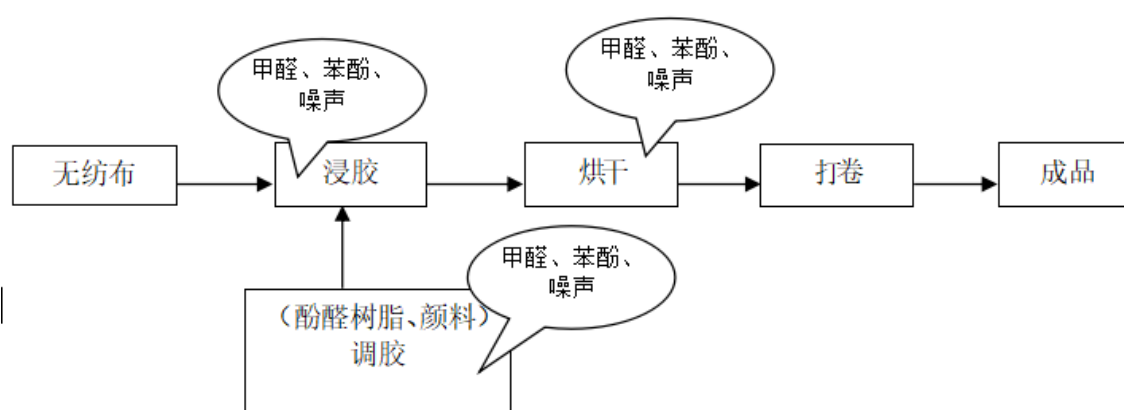 甲醛、苯酚、
噪声
甲醛、苯酚、
噪声
无纺布
浸胶
烘干
打卷
成品
甲醛、苯酚、
噪声
（酚醛树脂、颜料）
调胶